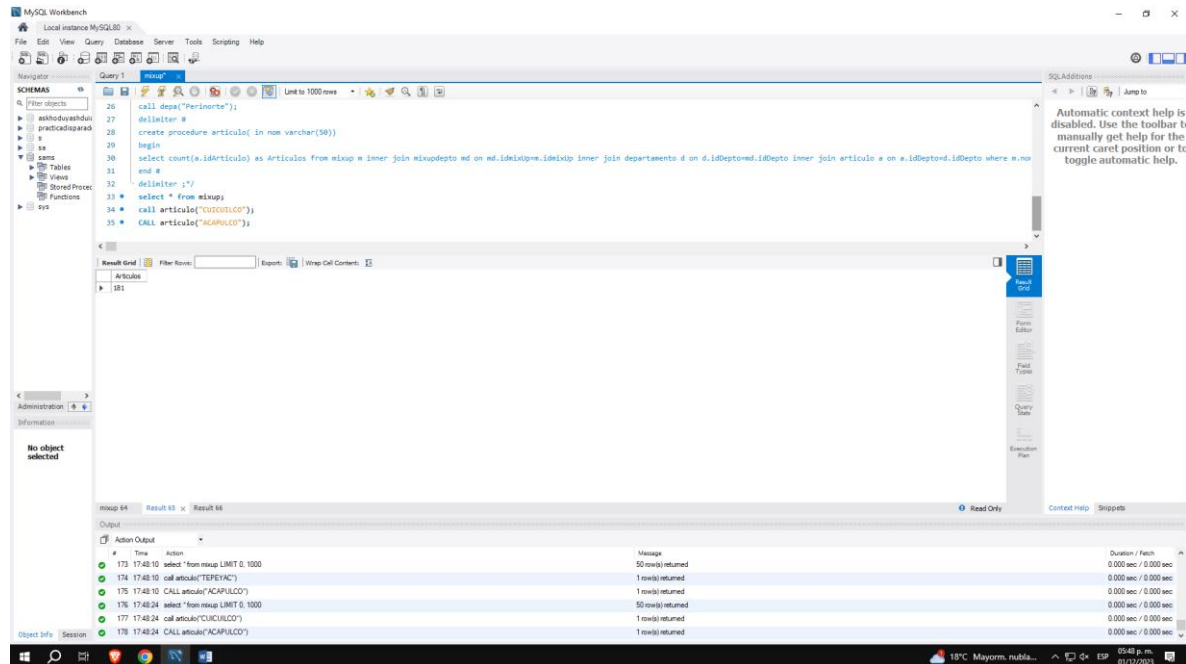 MySQL Workbench
Local instance MySQL80
File Edit View Query Database Server Tools Scripting Help
Navigator
SCHEMAS
Filter objects
askhoduyashdui
practicadisparad
s
sa
sams
Tables
Views
Stored Proced
Functions
sys
Administration
Information
No object
selected
Object Info Session
Query 1 mixup*
Limit to 1000 rows
26 call depa("Perinorte");
27 delimiter #
28 create procedure articulo( in nom varchar(50))
29 begin
30 select count(a.idArticulo) as Articulos from mixup m inner join mixupdepto md on md.idmixUp=m.idmixUp inner join departamento d on d.idDepto=md.idDepto inner join articulo a on a.idDepto=d.idDepto where m.nom
31 end #
32 delimiter ;*/
33 select * from mixup;
34 call articulo("CUICUILCO");
35 CALL articulo("ACAPULCO");
Result Grid Filter Rows: Export: Wrap Cell Content:
Articulos
181
Result
Grid
Form
Editor
Field
Types
Query
Stats
Execution
Plan
mixup 64 Result 65 Result 66
Read Only
Output
Action Output
# Time Action Message Duration / Fetch
173 17:48:10 select * from mixup LIMIT 0, 1000 50 row(s) returned 0.000 sec / 0.000 sec
174 17:48:10 call articulo("TEPEYAC") 1 row(s) returned 0.000 sec / 0.000 sec
175 17:48:10 CALL articulo("ACAPULCO") 1 row(s) returned 0.000 sec / 0.000 sec
176 17:48:24 select * from mixup LIMIT 0, 1000 50 row(s) returned 0.000 sec / 0.000 sec
177 17:48:24 call articulo("CUICUILCO") 1 row(s) returned 0.000 sec / 0.000 sec
178 17:48:24 CALL articulo("ACAPULCO") 1 row(s) returned 0.000 sec / 0.000 sec
SQLAdditions
Jump to
Automatic context help is
disabled. Use the toolbar to
manually get help for the
current caret position or to
toggle automatic help.
Context Help Snippets
18°C Mayorm. nubla...
ESP
05:48 p. m.
01/12/2023